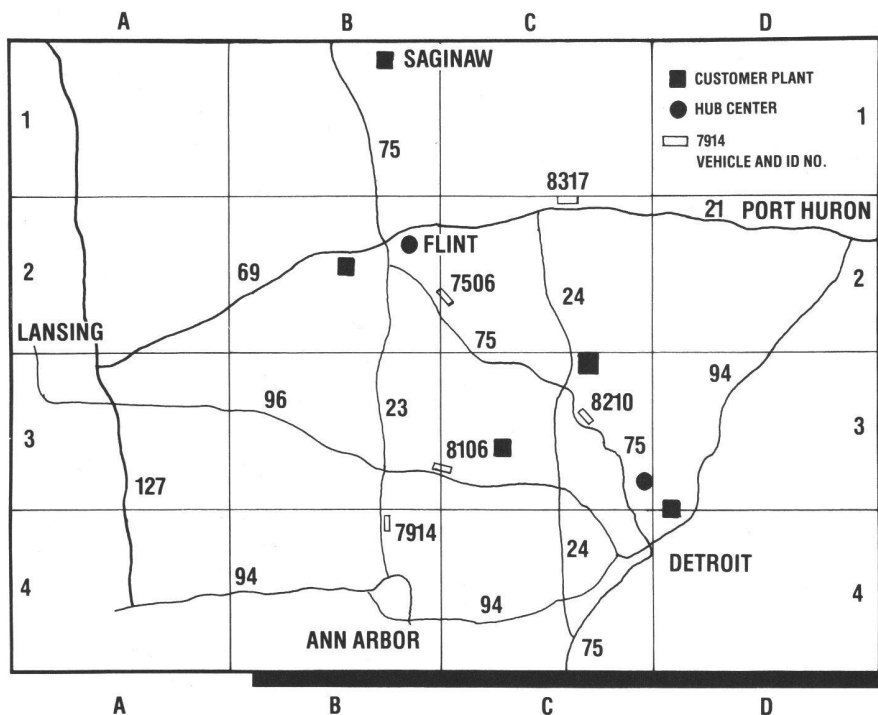 A B C D
SAGINAW
CUSTOMER PLANT
HUB CENTER
7914
VEHICLE AND ID NO.
1 1
75
8317
21 PORT HURON
FLINT
69
7506
2 2
24
LANSING
75
94
96
23
8210
3 3
8106
75
127
7914
24
DETROIT
94
4 4
94
ANN ARBOR
75
A B C D